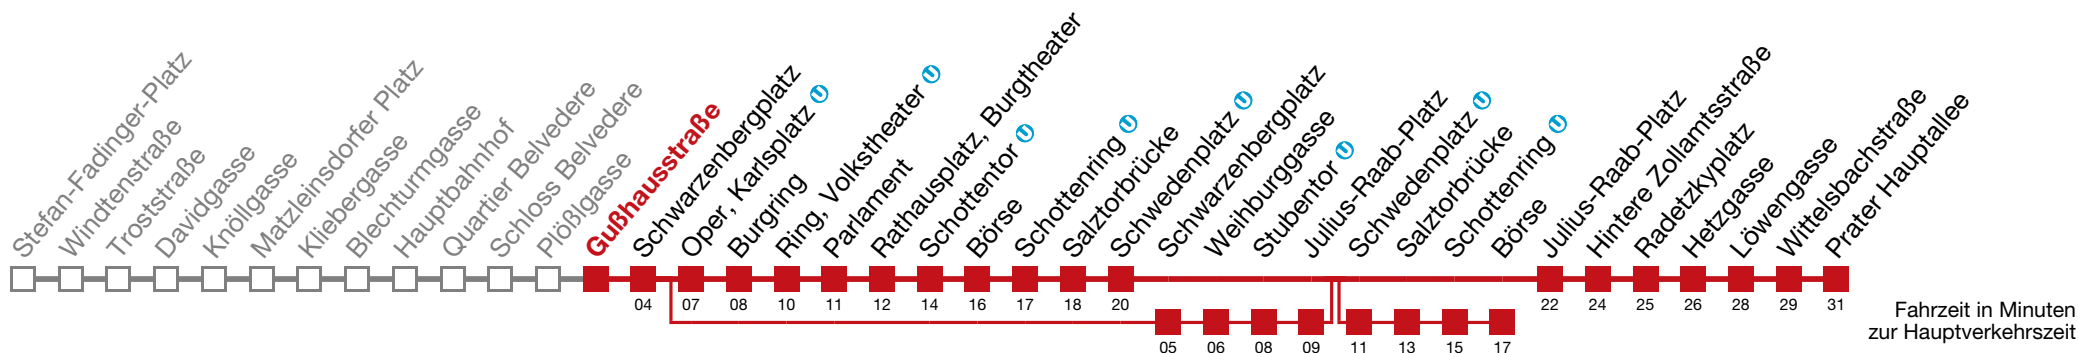 Stefan-Fadinger-Platz
Windtenstraße
Troststraße
Davidgasse
Knöllgasse
Matzleinsdorfer Platz
Kliebergasse
Blechturmgasse
Hauptbahnhof
Quartier Belvedere
Schloss Belvedere
Plößlgasse
Gußhausstraße
Schwarzenbergplatz
Oper, Karlsplatz U
Burgring
Ring, Volkstheater U
Parlament
Rathausplatz, Burgtheater
Schottentor U
Börse
Schottenring U
Salztorbrücke
Schwedenplatz U
Schwarzenbergplatz
Weihburggasse
Stubentor U
Julius-Raab-Platz
Schwedenplatz U
Salztorbrücke
Schottenring U
Börse
Julius-Raab-Platz
Hintere Zollamtsstraße
Radetzkyplatz
Hetzgasse
Löwengasse
Wittelsbachstraße
Prater Hauptallee
04 07 08 10 11 12 14 16 17 18 20 22 24 25 26 28 29 31
05 06 08 09 11 13 15 17
Fahrzeit in Minuten
zur Hauptverkehrszeit